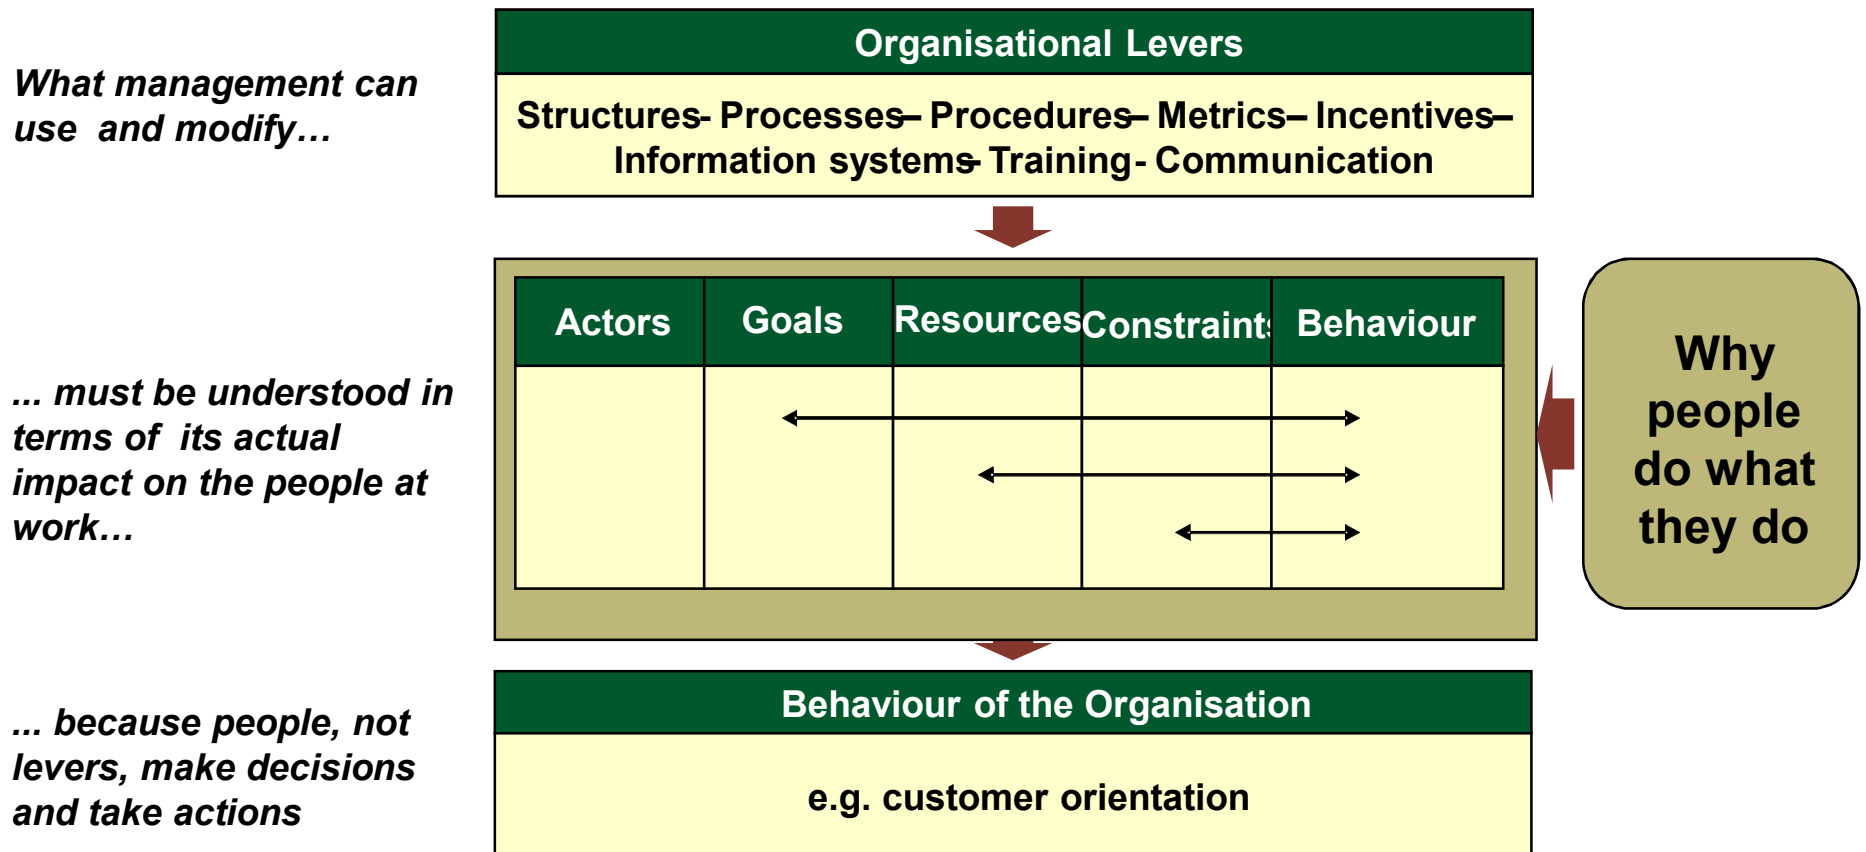 Organisational Levers
What management can
use and modify…
Structures- Processes– Procedures– Metrics– Incentives–
Information systems- Training- Communication
Actors
Goals
Resources
Constraints
Behaviour
Why
people
do what
they do
... must be understood in
terms of its actual
impact on the people at
work…
Behaviour of the Organisation
... because people, not
levers, make decisions
and take actions
e.g. customer orientation